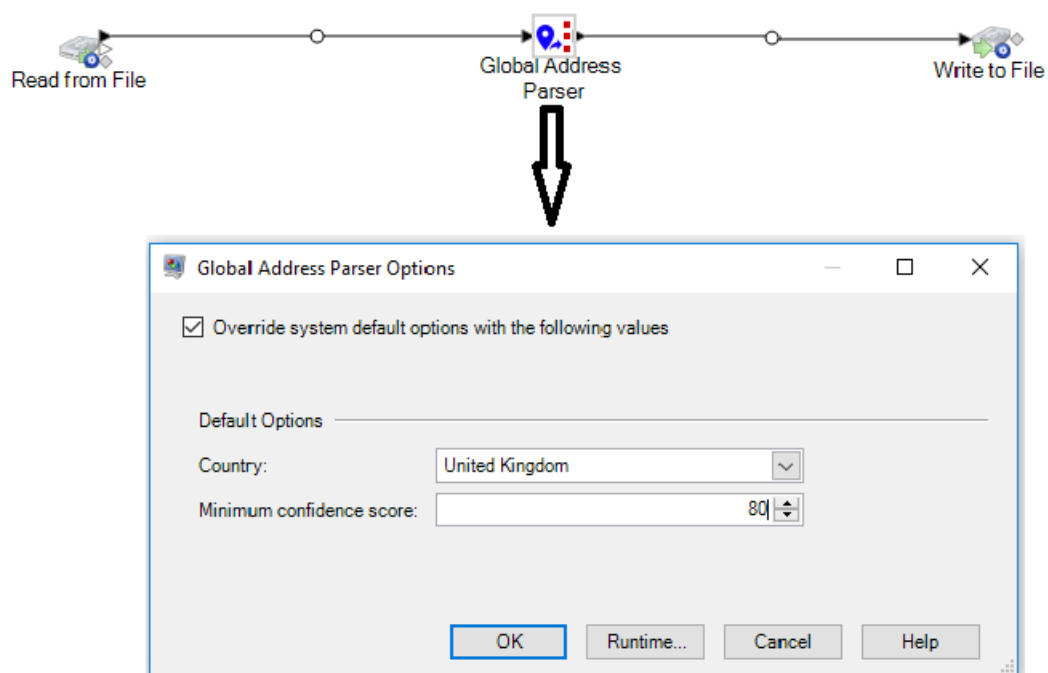 Read from File
Global Address
Parser
Write to File
Global Address Parser Options
Override system default options with the following values
Default Options
Country: United Kingdom
Minimum confidence score: 80
OK Runtime... Cancel Help